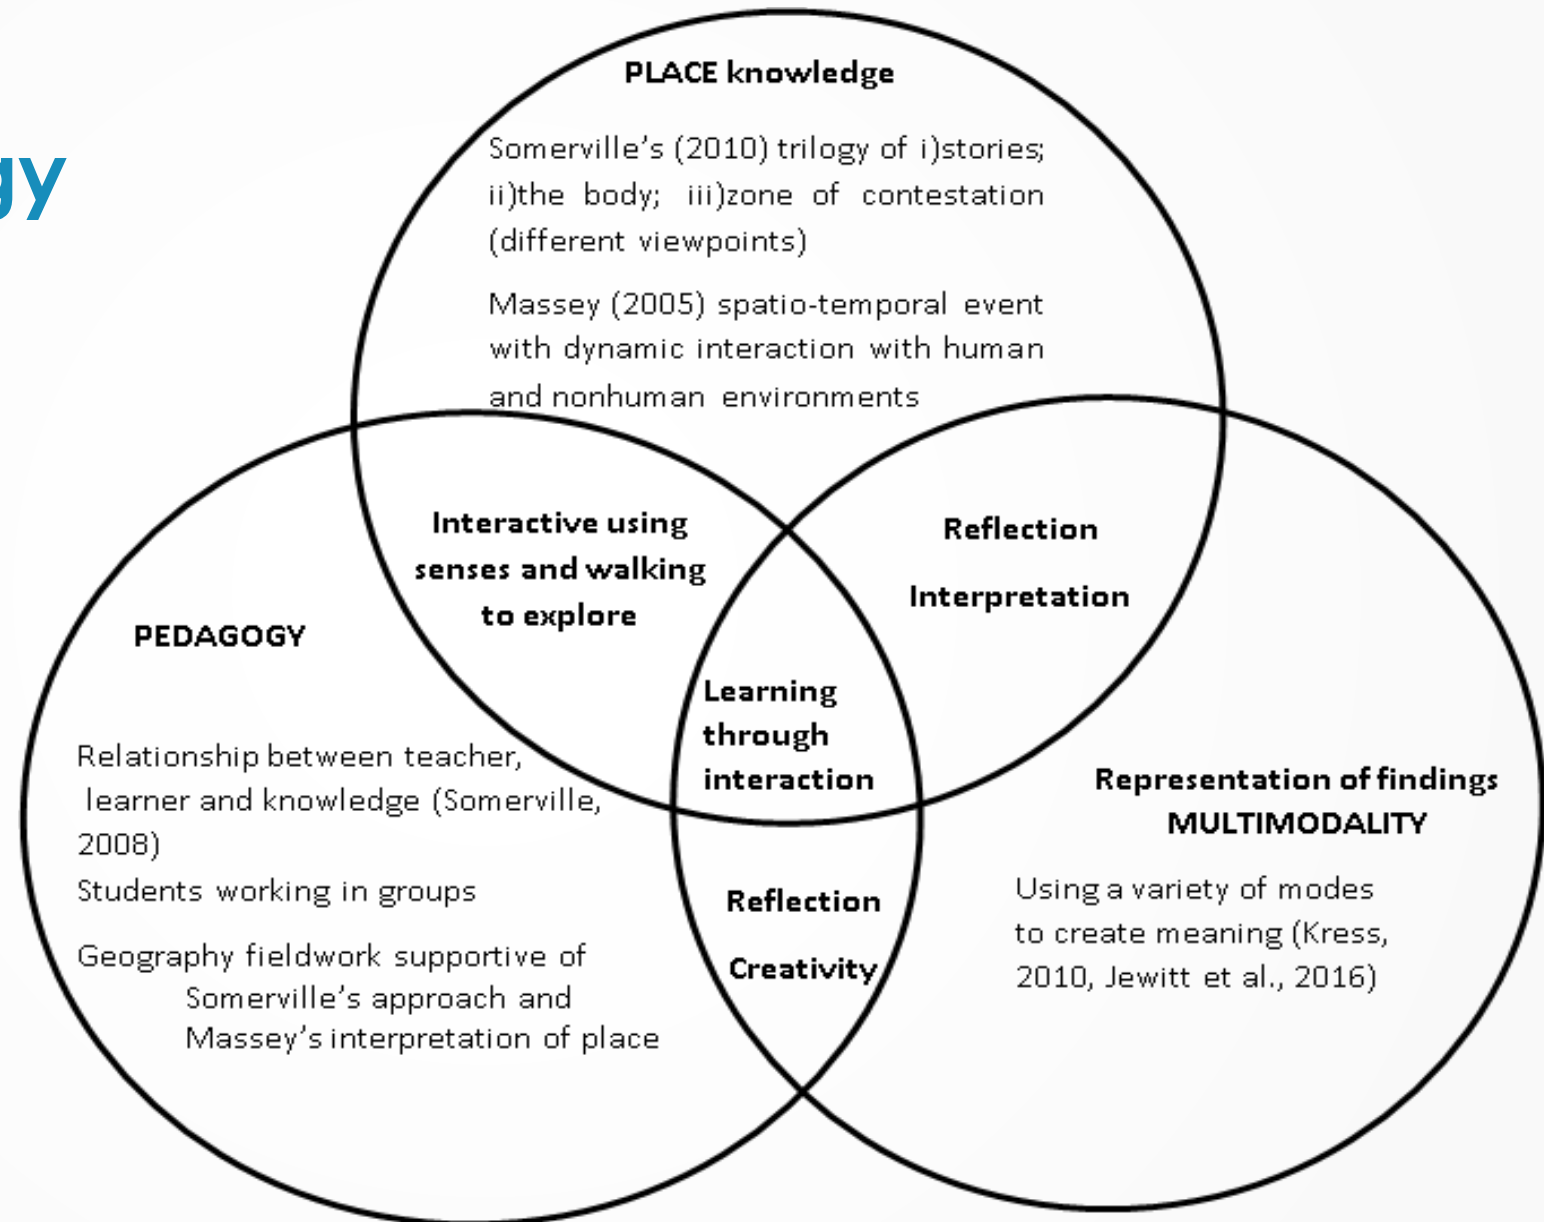 gy
PLACE knowledge
Somerville's (2010) trilogy of i)stories;
ii)the body; iii)zone of contestation
(different viewpoints)
Massey (2005) spatio-temporal event
with dynamic interaction with human
and nonhuman environments
Interactive using
senses and walking
to explore
Reflection
Interpretation
PEDAGOGY
Relationship between teacher,
learner and knowledge (Somerville,
2008)
Students working in groups
Geography fieldwork supportive of
Somerville's approach and
Massey's interpretation of place
Learning
through
interaction
Representation of findings
MULTIMODALITY
Using a variety of modes
to create meaning (Kress,
2010, Jewitt et al., 2016)
Reflection
Creativity